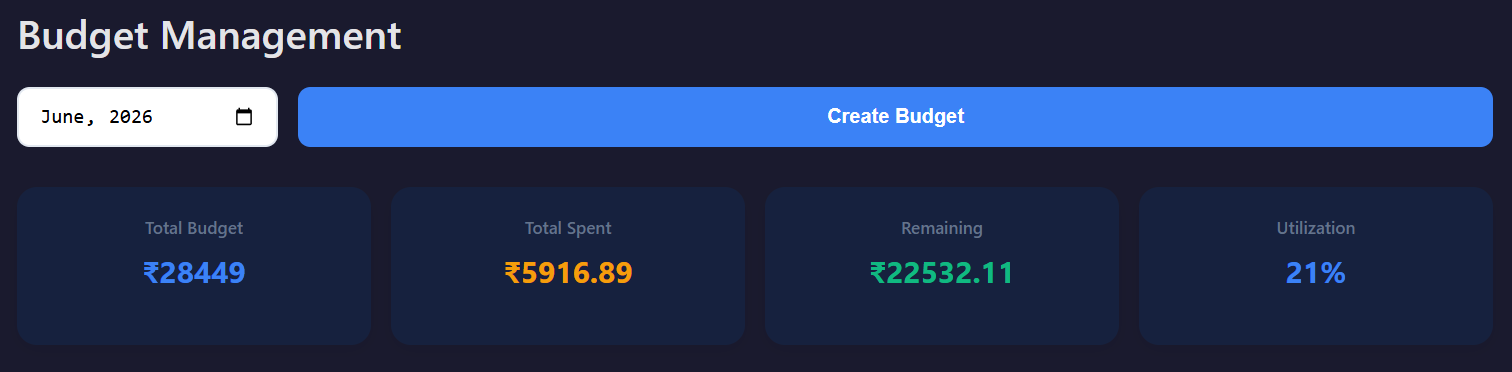 Budget Management
June, 2026
Create Budget
Total Budget
₹28449
Total Spent
₹5916.89
Remaining
₹22532.11
Utilization
21%